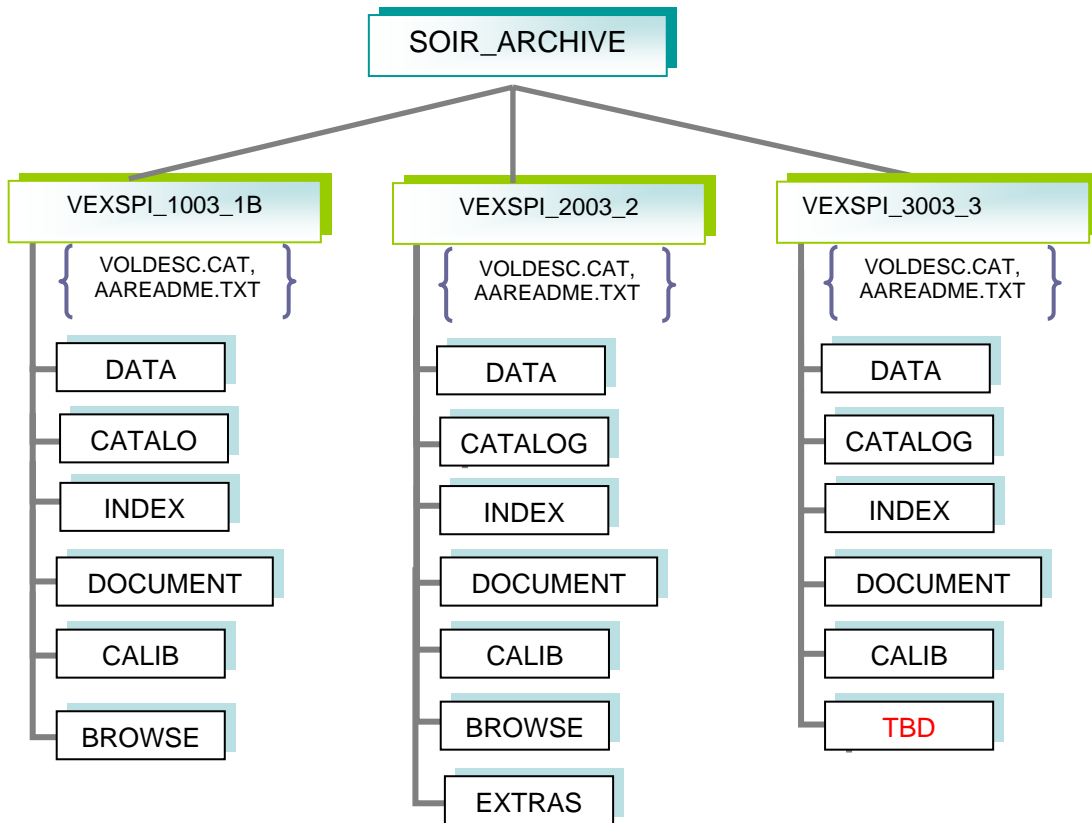 SOIR_ARCHIVE
VEXSPI_1003_1B
VOLDESC.CAT,
AAREADME.TXT
DATA
CATALO
INDEX
DOCUMENT
CALIB
BROWSE
VEXSPI_2003_2
VOLDESC.CAT,
AAREADME.TXT
DATA
CATALOG
INDEX
DOCUMENT
CALIB
BROWSE
EXTRAS
VEXSPI_3003_3
VOLDESC.CAT,
AAREADME.TXT
DATA
CATALOG
INDEX
DOCUMENT
CALIB
TBD